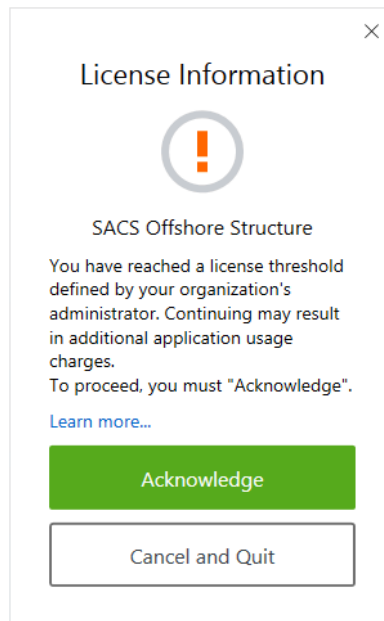 License Information
SACS Offshore Structure
You have reached a license threshold
defined by your organization's
administrator. Continuing may result
in additional application usage
charges.
To proceed, you must "Acknowledge".
Learn more...
Acknowledge
Cancel and Quit